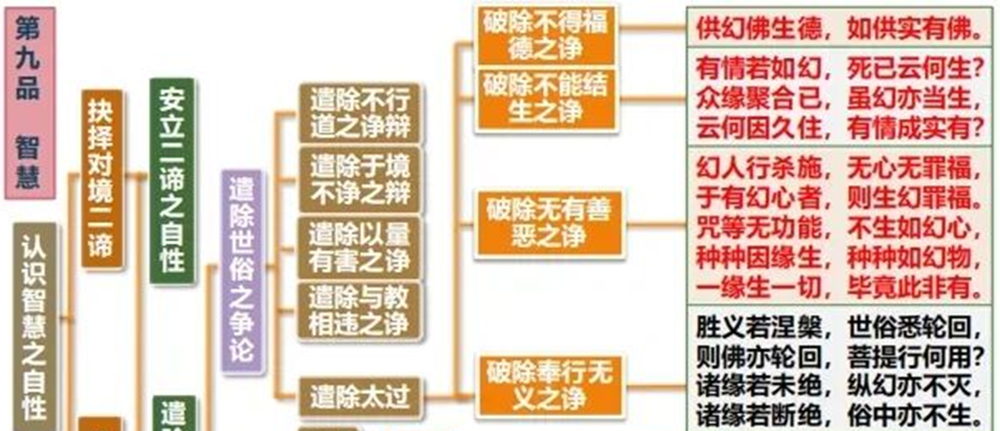 第九品 智慧
认识智慧之自性
抉择对境二谛
安立二谛之自性
遣除世俗之争论
遣除不行
道之诤辩
遣除于境
不诤之辩
遣除以量
有害之诤
遣除与教
相违之诤
遣除太过
破除不得福
德之诤
破除不能结
生之诤
破除无有善
恶之诤
破除奉行无
义之诤
供幻佛生德，如供实有佛。
有情若如幻，死已云何生？
众缘聚合已，虽幻亦当生，
云何因久住，有情成实有？
幻人行杀施，无心无罪福，
于有幻心者，则生幻罪福。
咒等无功能，不生如幻心，
种种因缘生，种种如幻物，
一缘生一切，毕竟此非有。
胜义若涅槃，世俗悉轮回，
则佛亦轮回，菩提行何用？
诸缘若未绝，纵幻亦不灭，
诸缘若断绝，俗中亦不生。
遣